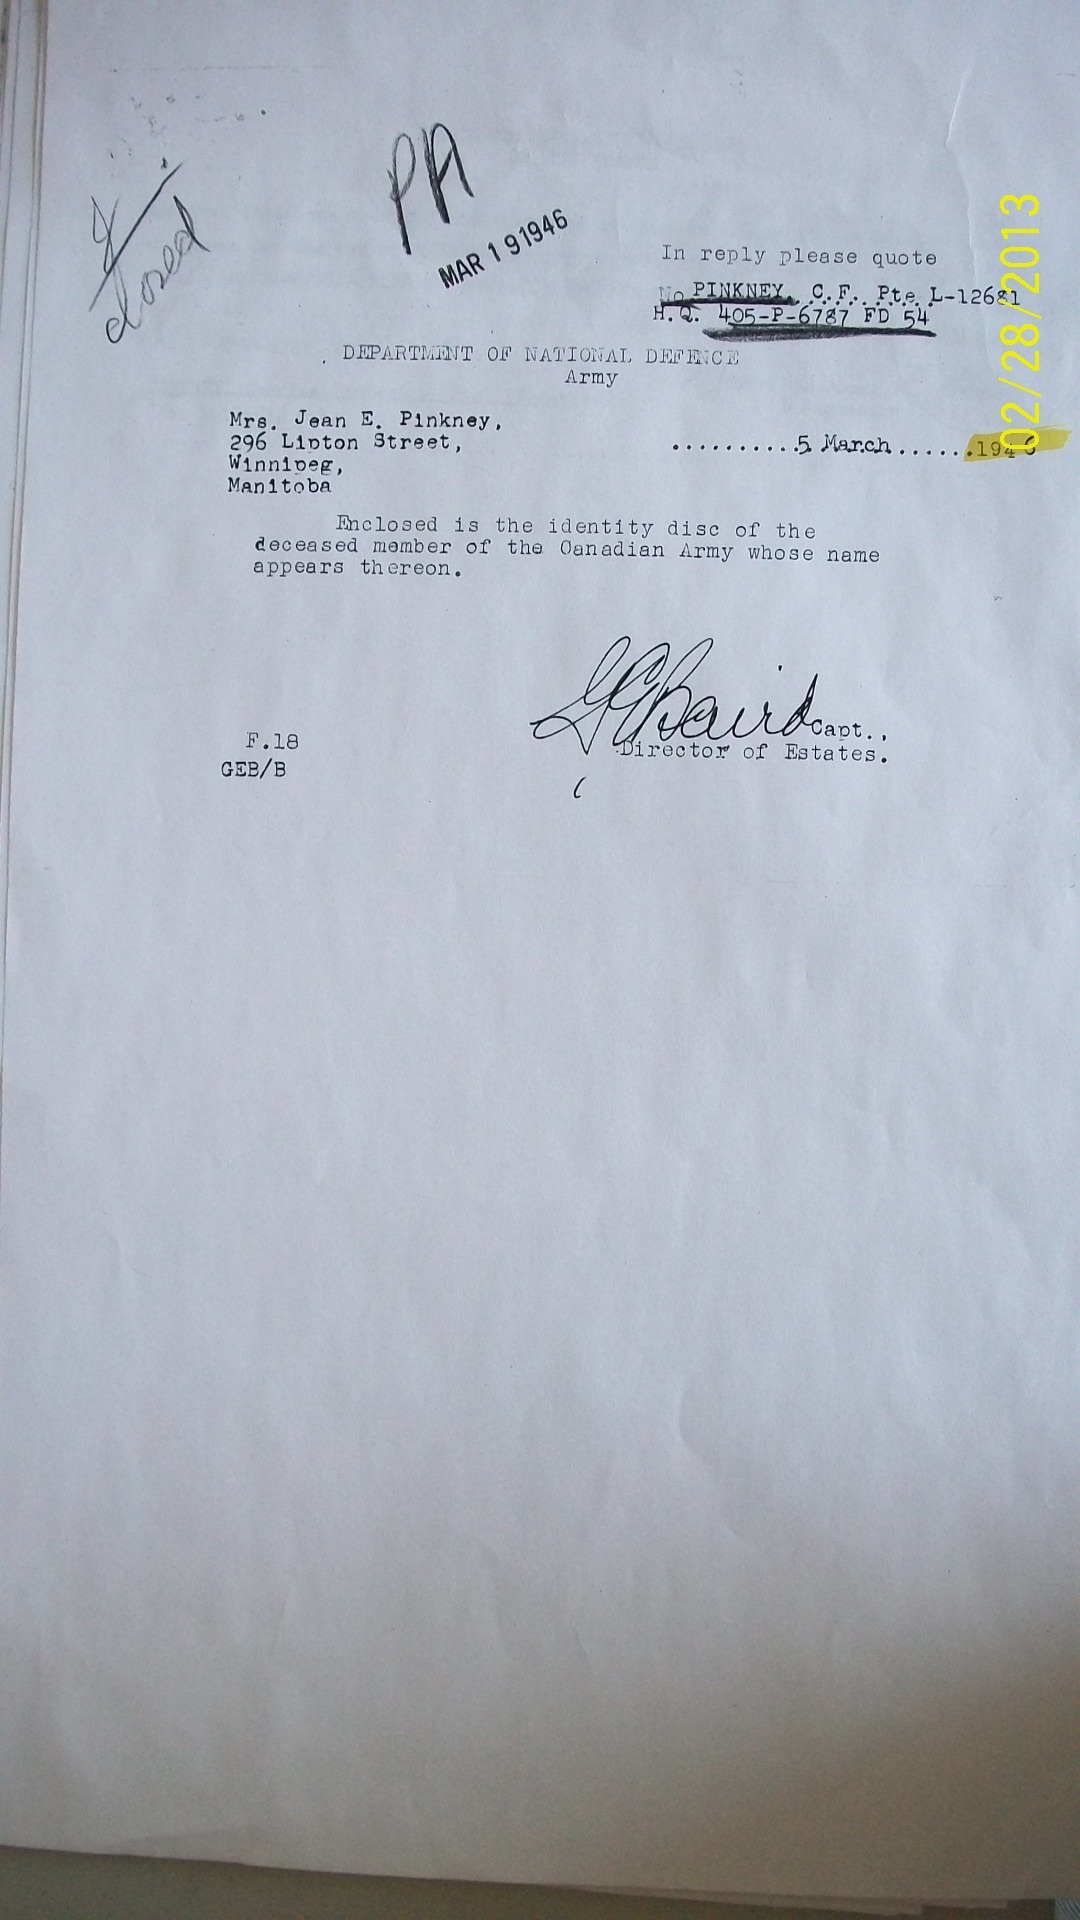 closed
PA
MAR 19 1946
In reply please quote
No PINKNEY, C.F., Pte L-12681
H.Q. 405-P-6787 FD 54
DEPARTMENT OF NATIONAL DEFENCE
Army
Mrs. Jean E. Pinkney,
296 Lipton Street,
Winnipeg,
Manitoba
..........5 March.......1946
Enclosed is the identity disc of the
deceased member of the Canadian Army whose name
appears thereon.
GEBaird Capt.,
Director of Estates.
F.18
GEB/B
02/28/2013